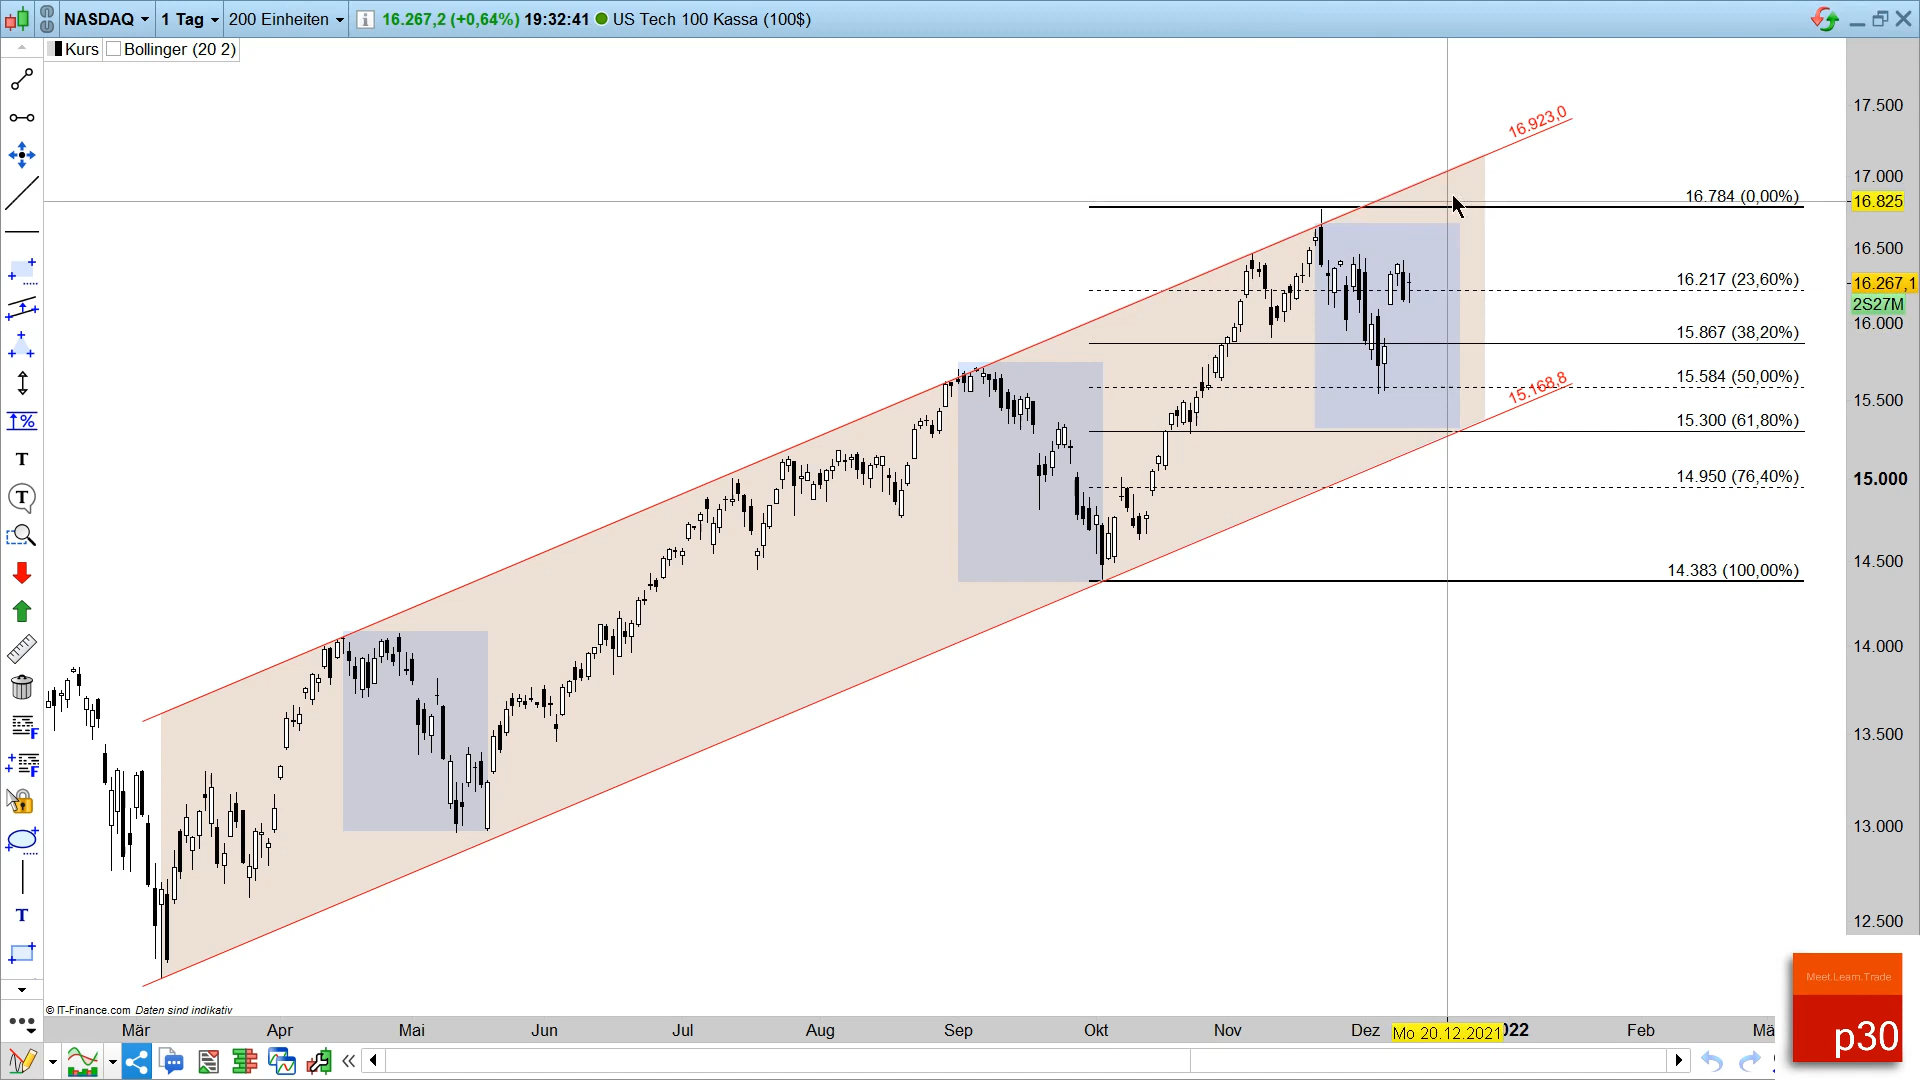 NASDAQ 1 Tag 200 Einheiten i 16.267,2 (+0,64%) 19:32:41 US Tech 100 Kassa (100$)
Kurs Bollinger (20 2)
16.923,0
17.500
17.000
16.784 (0,00%)
16.825
16.500
16.217 (23,60%)
16.267,1
2S27M
16.000
15.867 (38,20%)
15.584 (50,00%)
15.168,8
15.500
15.300 (61,80%)
14.950 (76,40%)
15.000
14.500
14.383 (100,00%)
14.000
13.500
13.000
12.500
%
T
T
F
F
T
Meet.Learn.Trade
p30
© IT-Finance.com Daten sind indikativ
Mär Apr Mai Jun Jul Aug Sep Okt Nov Dez Mo 20.12.2021 022 Feb Mä